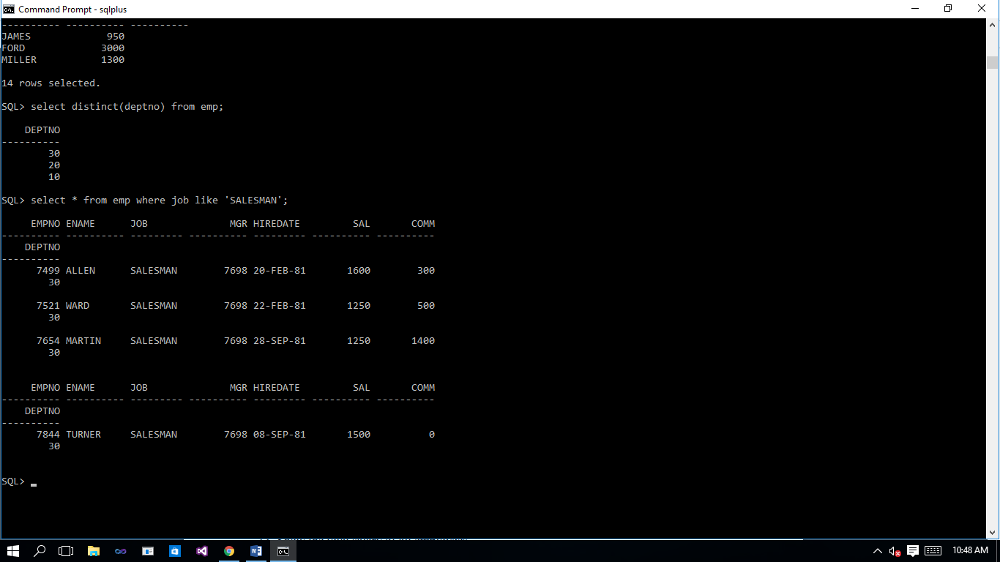 Command Prompt - sqlplus
---------- ---------- ----------
JAMES             950
FORD             3000
MILLER           1300
14 rows selected.
SQL> select distinct(deptno) from emp;
    DEPTNO
----------
        30
        20
        10
SQL> select * from emp where job like 'SALESMAN';
     EMPNO ENAME      JOB              MGR HIREDATE         SAL       COMM
---------- ---------- --------- ---------- --------- ---------- ----------
    DEPTNO
----------
      7499 ALLEN      SALESMAN        7698 20-FEB-81       1600        300
        30
      7521 WARD       SALESMAN        7698 22-FEB-81       1250        500
        30
      7654 MARTIN     SALESMAN        7698 28-SEP-81       1250       1400
        30
     EMPNO ENAME      JOB              MGR HIREDATE         SAL       COMM
---------- ---------- --------- ---------- --------- ---------- ----------
    DEPTNO
----------
      7844 TURNER     SALESMAN        7698 08-SEP-81       1500          0
        30
SQL>
10:48 AM